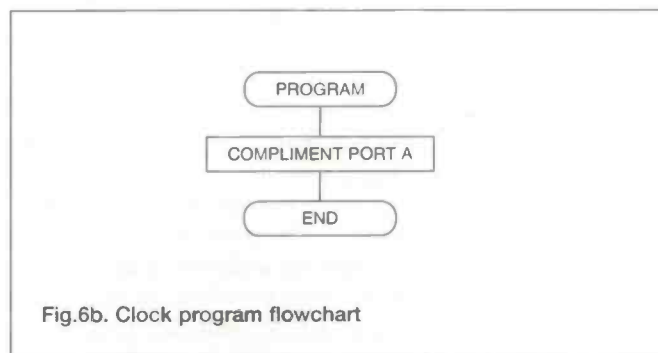 PROGRAM
COMPLIMENT PORT A
END
Fig.6b. Clock program flowchart